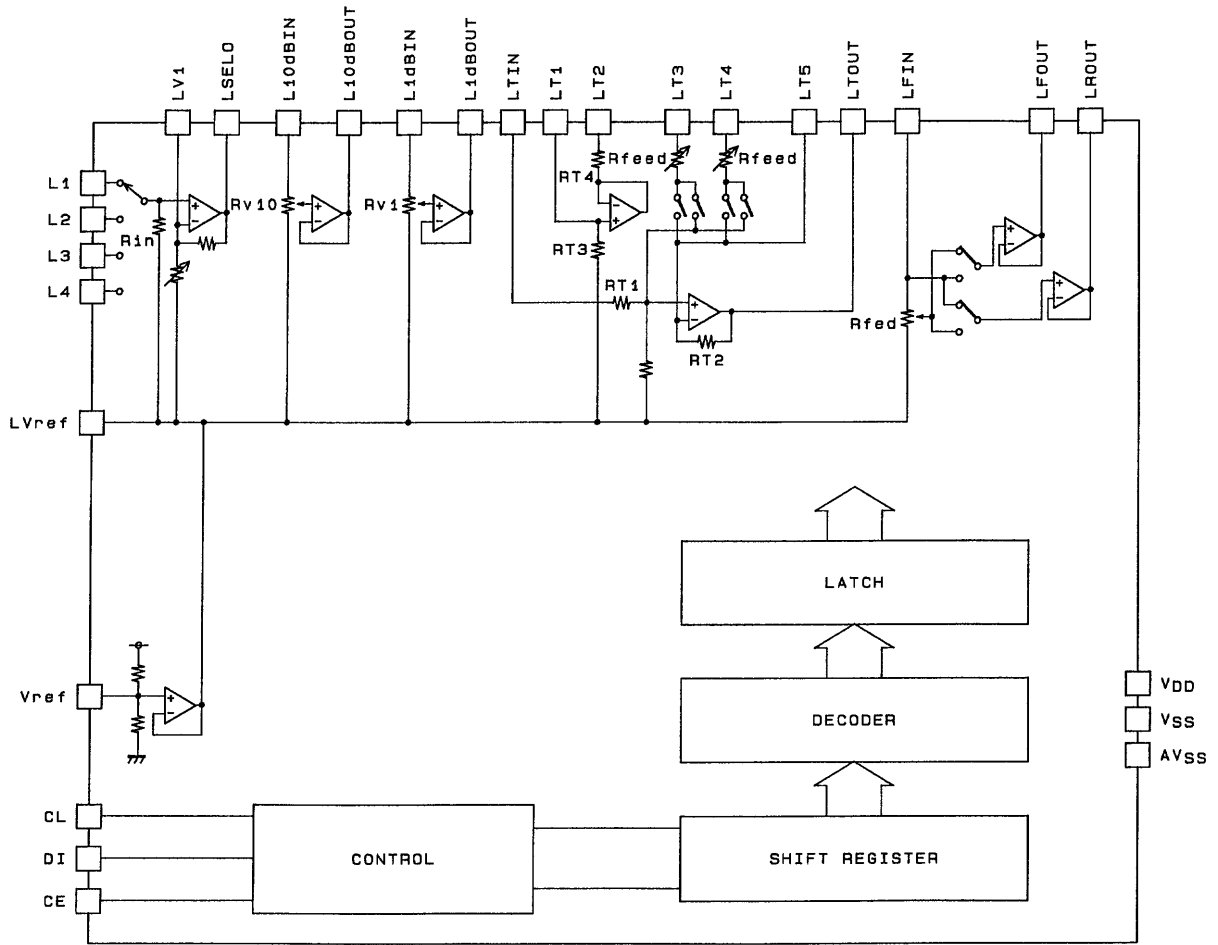 LV1
LSELO
L10dBIN
L10dBOUT
L1dBIN
L1dBOUT
LTIN
LT1
LT2
LT3
LT4
LT5
LTOUT
LFIN
LFOUT
LROUT
L1
L2
L3
L4
Rin
+
−
Rv10
+
−
Rv1
+
−
RT4
−
+
RT3
Rfeed
Rfeed
RT1
+
−
RT2
Rfed
+
−
+
−
LVref
LATCH
Vref
+
−
DECODER
VDD
VSS
AVSS
CL
DI
CE
CONTROL
SHIFT REGISTER